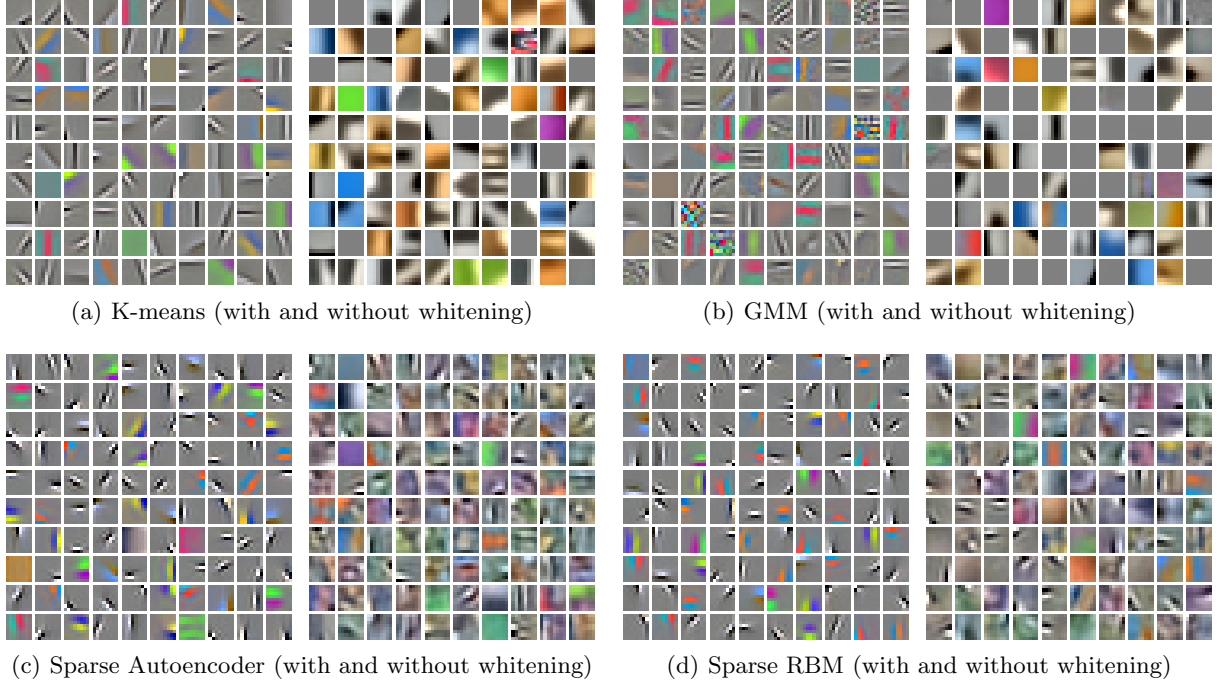 (a) K-means (with and without whitening)
(b) GMM (with and without whitening)
(c) Sparse Autoencoder (with and without whitening)
(d) Sparse RBM (with and without whitening)